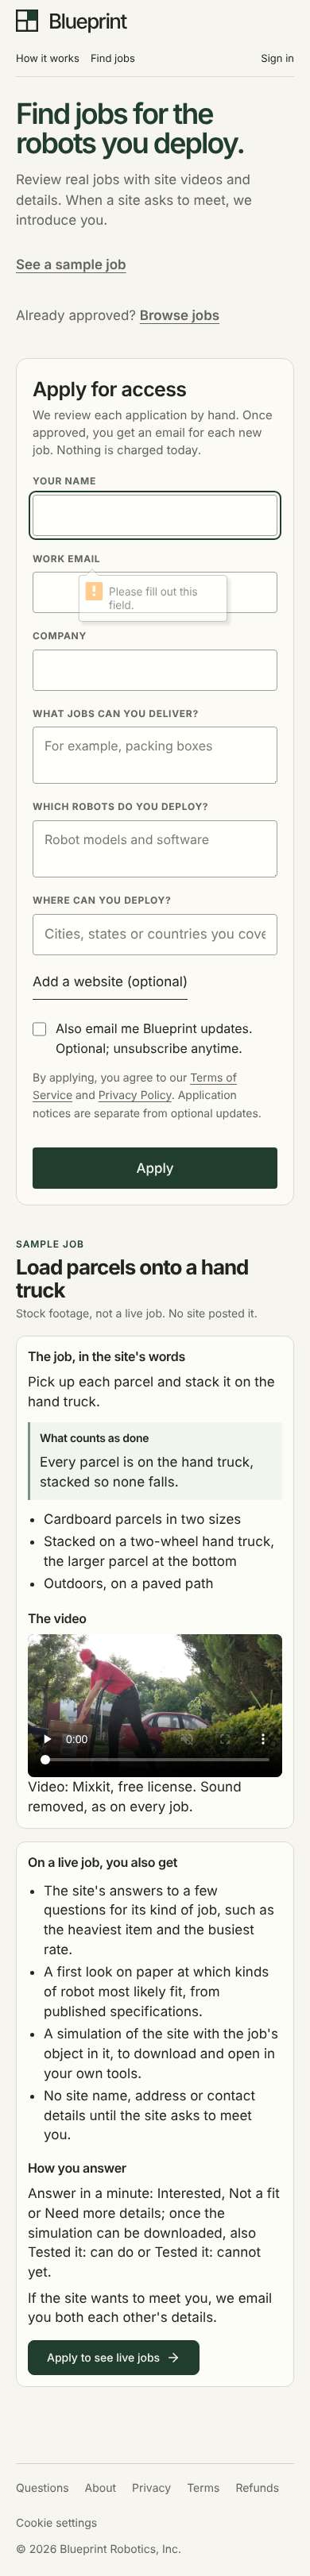 Blueprint
How it works Find jobs Sign in
Find jobs for the
robots you deploy.
Review real jobs with site videos and
details. When a site asks to meet, we
introduce you.
See a sample job
Already approved? Browse jobs
Apply for access
We review each application by hand. Once
approved, you get an email for each new
job. Nothing is charged today.
YOUR NAME
WORK EMAIL
Please fill out this
field.
COMPANY
WHAT JOBS CAN YOU DELIVER?
For example, packing boxes
WHICH ROBOTS DO YOU DEPLOY?
Robot models and software
WHERE CAN YOU DEPLOY?
Cities, states or countries you cove
Add a website (optional)
Also email me Blueprint updates.
Optional; unsubscribe anytime.
By applying, you agree to our Terms of
Service and Privacy Policy. Application
notices are separate from optional updates.
Apply
SAMPLE JOB
Load parcels onto a hand
truck
Stock footage, not a live job. No site posted it.
The job, in the site's words
Pick up each parcel and stack it on the
hand truck.
What counts as done
Every parcel is on the hand truck,
stacked so none falls.
• Cardboard parcels in two sizes
• Stacked on a two-wheel hand truck,
the larger parcel at the bottom
• Outdoors, on a paved path
The video
0:00
Video: Mixkit, free license. Sound
removed, as on every job.
On a live job, you also get
• The site's answers to a few
questions for its kind of job, such as
the heaviest item and the busiest
rate.
• A first look on paper at which kinds
of robot most likely fit, from
published specifications.
• A simulation of the site with the job's
object in it, to download and open in
your own tools.
• No site name, address or contact
details until the site asks to meet
you.
How you answer
Answer in a minute: Interested, Not a fit
or Need more details; once the
simulation can be downloaded, also
Tested it: can do or Tested it: cannot
yet.
If the site wants to meet you, we email
you both each other's details.
Apply to see live jobs →
Questions About Privacy Terms Refunds
Cookie settings
© 2026 Blueprint Robotics, Inc.